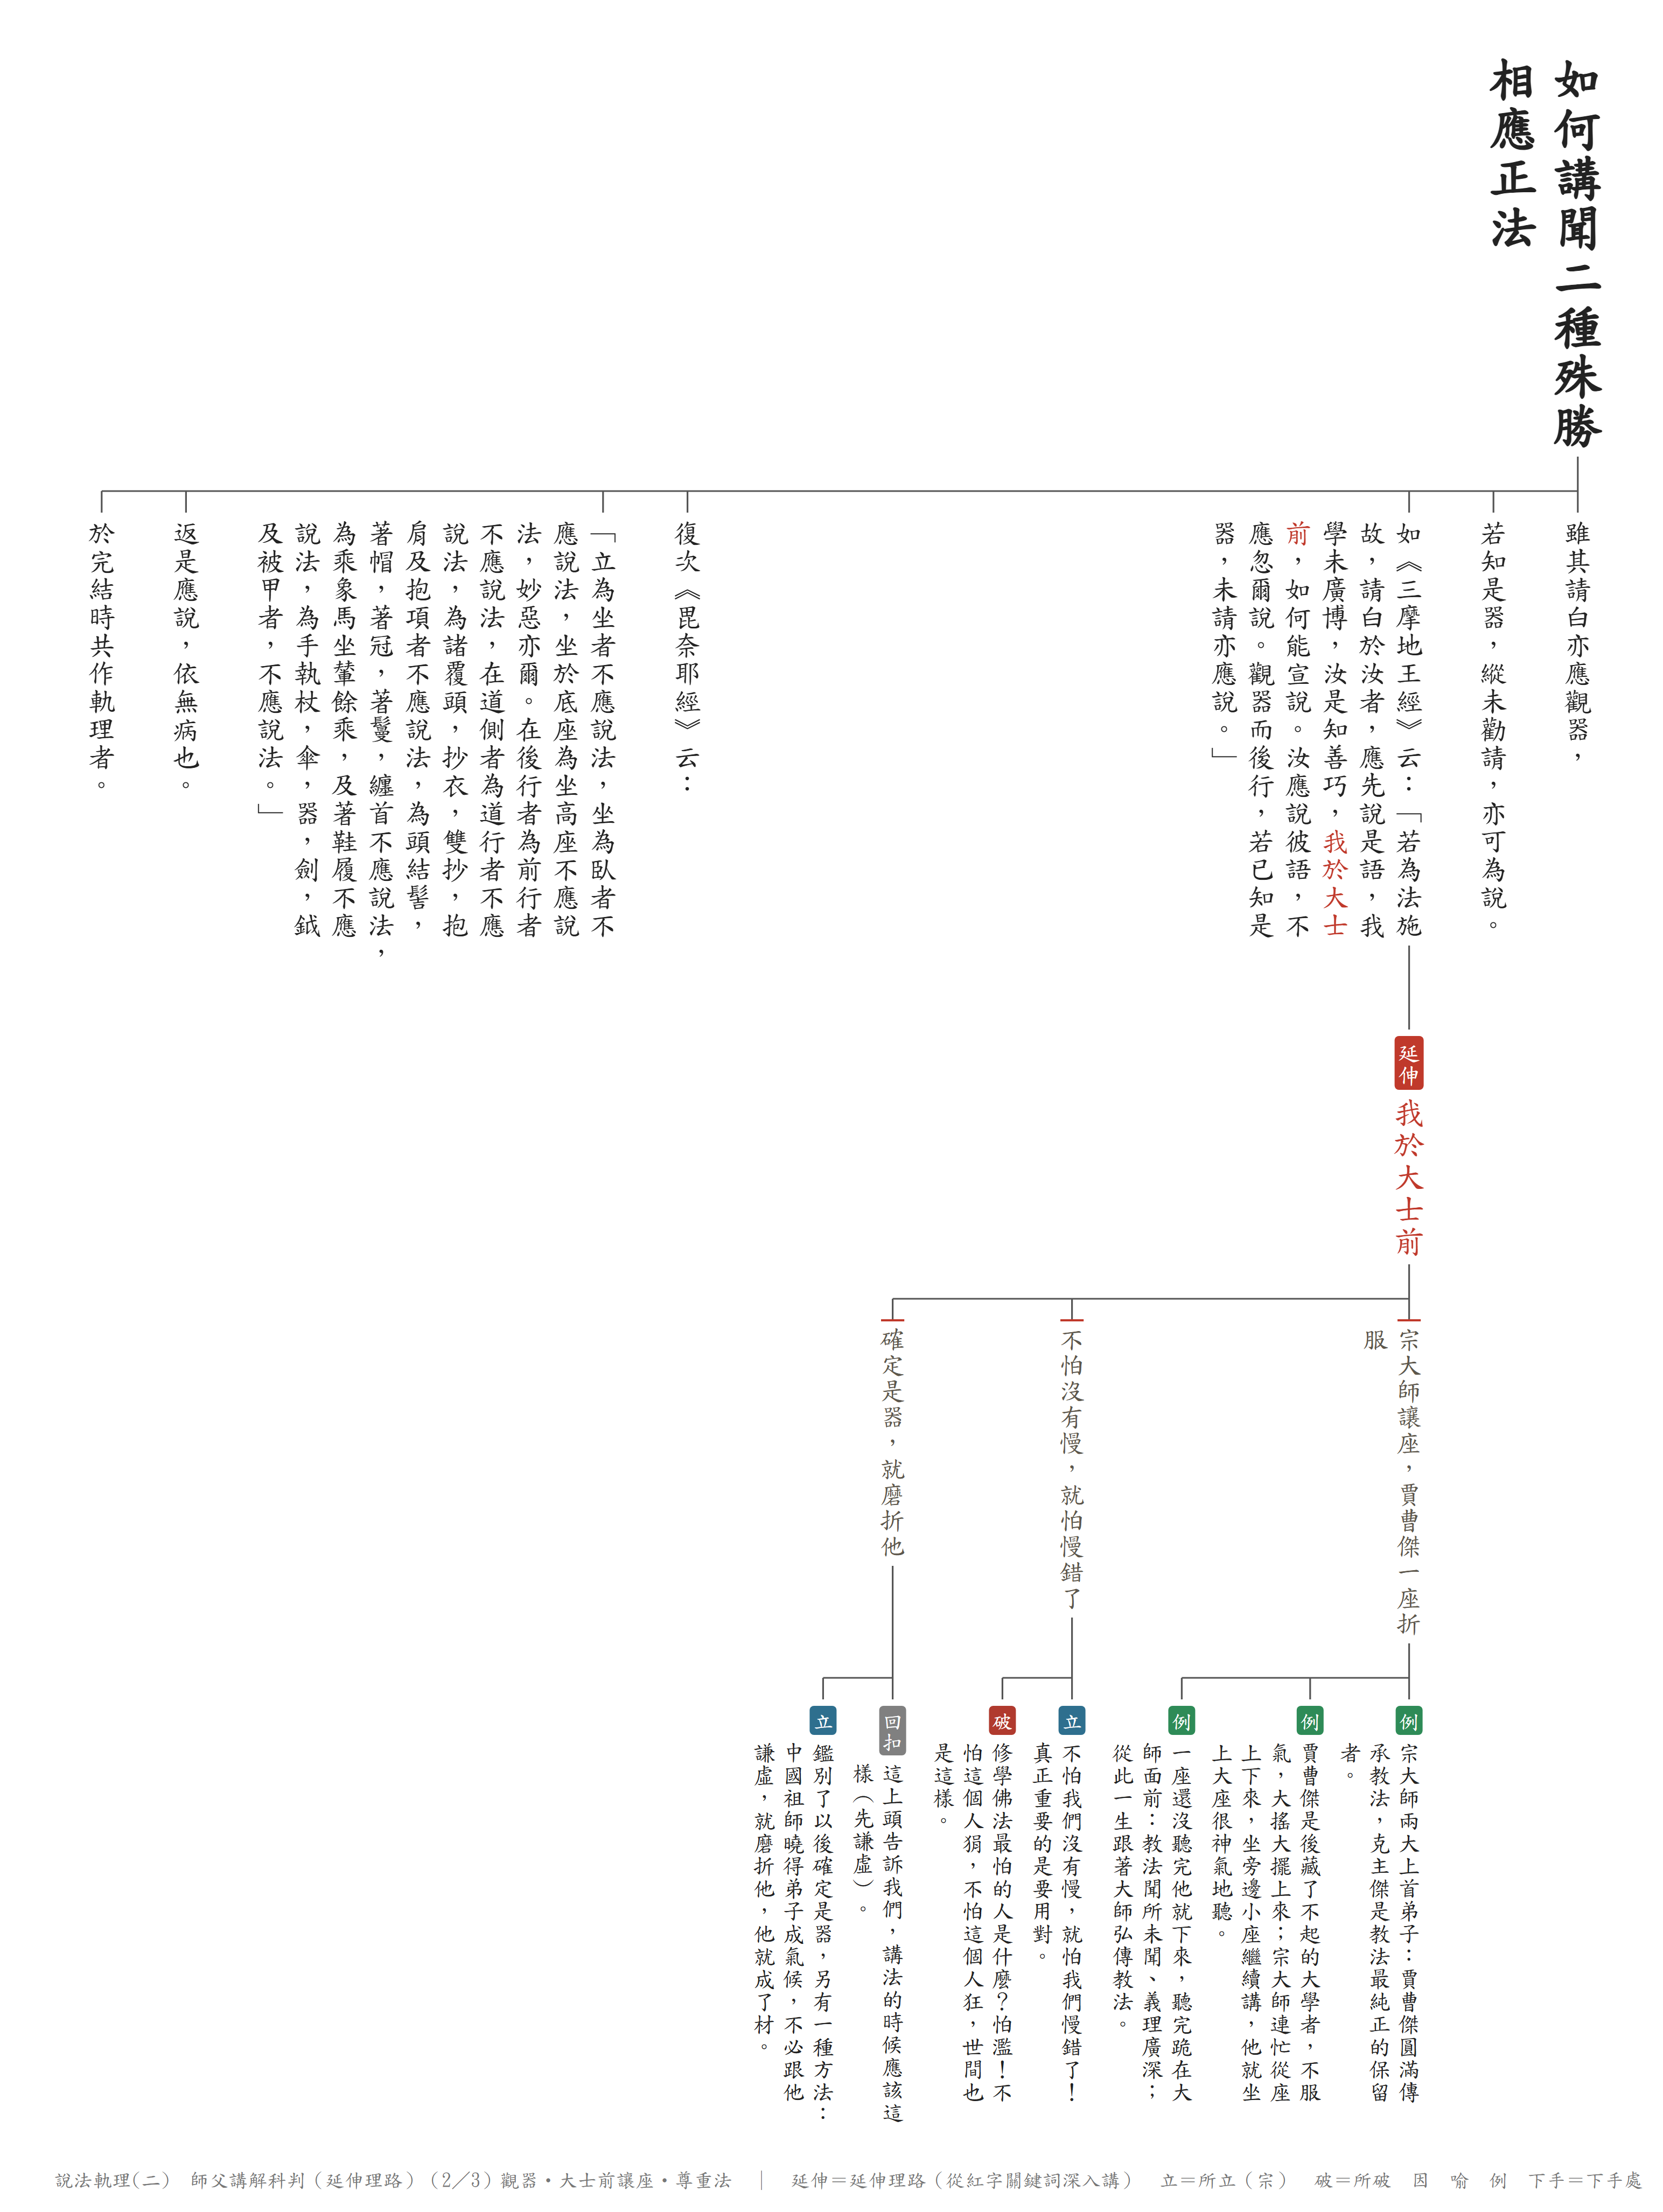 如何講聞二種殊勝
相應正法
雖其請白亦應觀器，
若知是器，縱未勸請，亦可為說。
如《三摩地王經》云：「若為法施
故，請白於汝者，應先說是語，我
學未廣博，汝是知善巧，我於大士
前，如何能宣說。汝應說彼語，不
應忽爾說。觀器而後行，若已知是
器，未請亦應說。」
復次《毘奈耶經》云：
「立為坐者不應說法，坐為臥者不
應說法，坐於底座為坐高座不應說
法，妙惡亦爾。在後行者為前行者
不應說法，在道側者為道行者不應
說法，為諸覆頭，抄衣，雙抄，抱
肩及抱項者不應說法，為頭結髻，
著帽，著冠，著鬘，纏首不應說法，
為乘象馬坐輦餘乘，及著鞋履不應
說法，為手執杖，傘，器，劍，鉞
及被甲者，不應說法。」
返是應說，依無病也。
於完結時共作軌理者。
延伸
我於大士前
宗大師讓座，賈曹傑一座折
服
不怕沒有慢，就怕慢錯了
確定是器，就磨折他
例
宗大師兩大上首弟子：賈曹傑圓滿傳
承教法，克主傑是教法最純正的保留
者。
例
賈曹傑是後藏了不起的大學者，不服
氣，大搖大擺上來；宗大師連忙從座
上下來，坐旁邊小座繼續講，他就坐
上大座很神氣地聽。
例
一座還沒聽完他就下來，聽完跪在大
師面前：教法聞所未聞、義理廣深；
從此一生跟著大師弘傳教法。
立
不怕我們沒有慢，就怕我們慢錯了！
真正重要的是要用對。
破
修學佛法最怕的人是什麼？怕濫！不
怕這個人狷，不怕這個人狂，世間也
是這樣。
回扣
這上頭告訴我們，講法的時候應該這
樣（先謙虛）。
立
鑑別了以後確定是器，另有一種方法：
中國祖師曉得弟子成氣候，不必跟他
謙虛，就磨折他，他就成了材。
說法軌理(二)　師父講解科判（延伸理路）（2／3）觀器・大士前讓座・尊重法　｜　延伸＝延伸理路（從紅字關鍵詞深入講）　立＝所立（宗）　破＝所破　因　喻　例　下手＝下手處